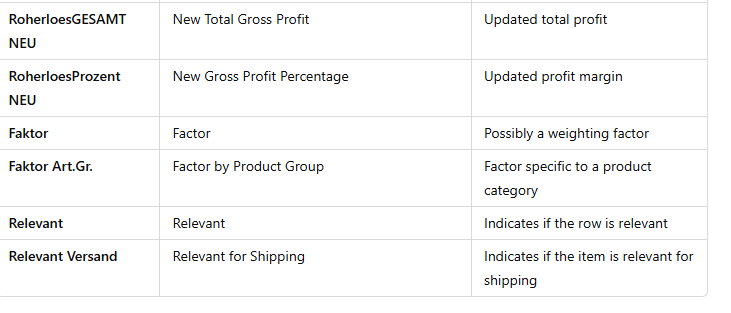 RoherloesGESAMT New Total Gross Profit Updated total profit
NEU
RoherloesProzent New Gross Profit Percentage Updated profit margin
NEU
Faktor Factor Possibly a weighting factor
Faktor Art.Gr. Factor by Product Group Factor specific to a product
category
Relevant Relevant Indicates if the row is relevant
Relevant Versand Relevant for Shipping Indicates if the item is relevant for
shipping